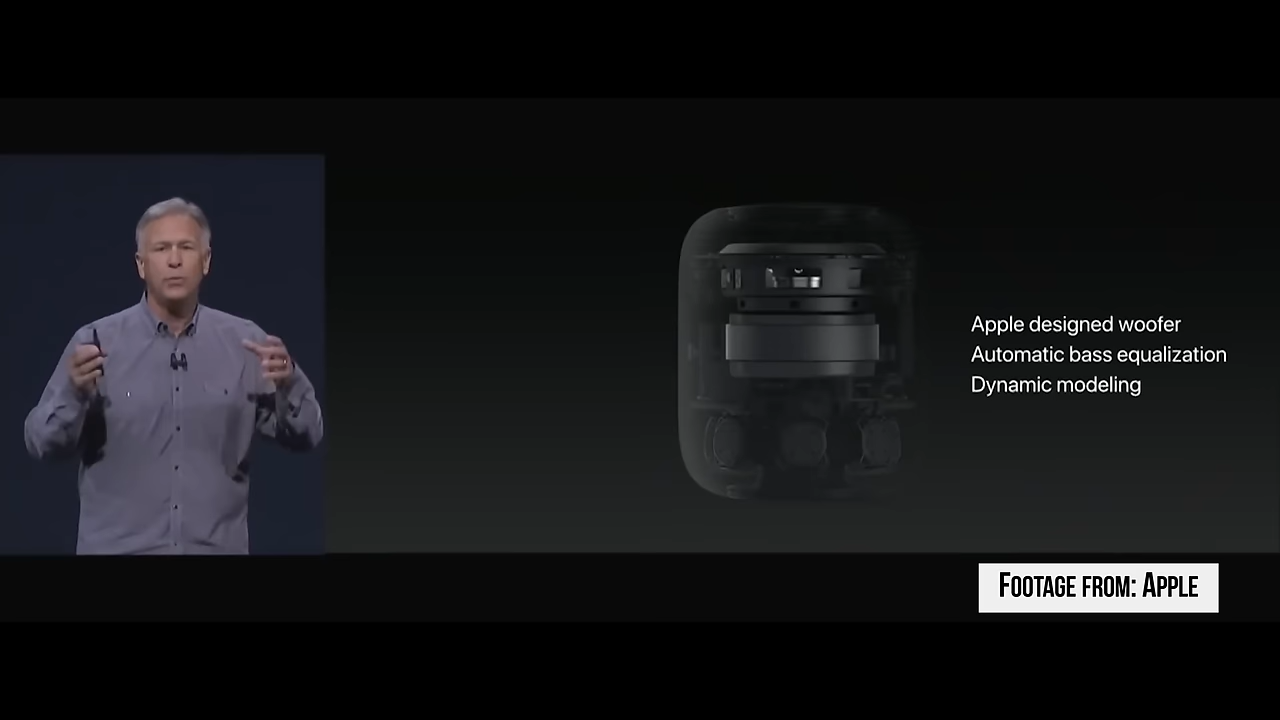 Apple designed woofer
Automatic bass equalization
Dynamic modeling
FOOTAGE FROM: APPLE